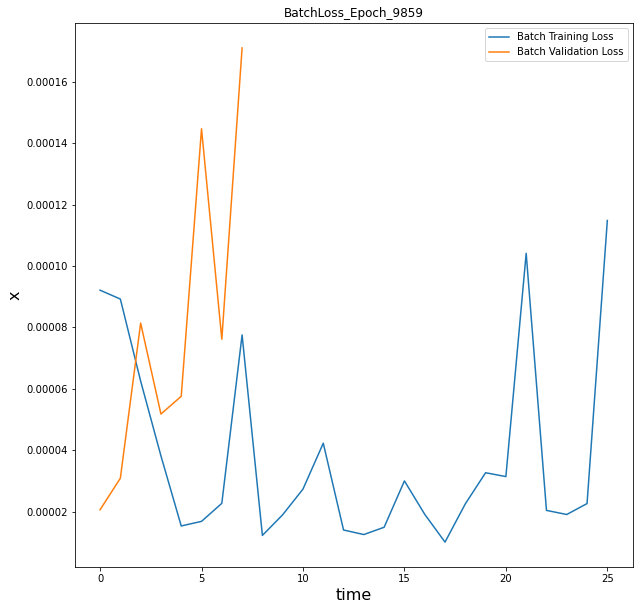 BatchLoss_Epoch_9859
Batch Training Loss
Batch Validation Loss
0.00016
0.00014
0.00012
0.00010
0.00008
0.00006
0.00004
0.00002
x
0 5 10 15 20 25
time